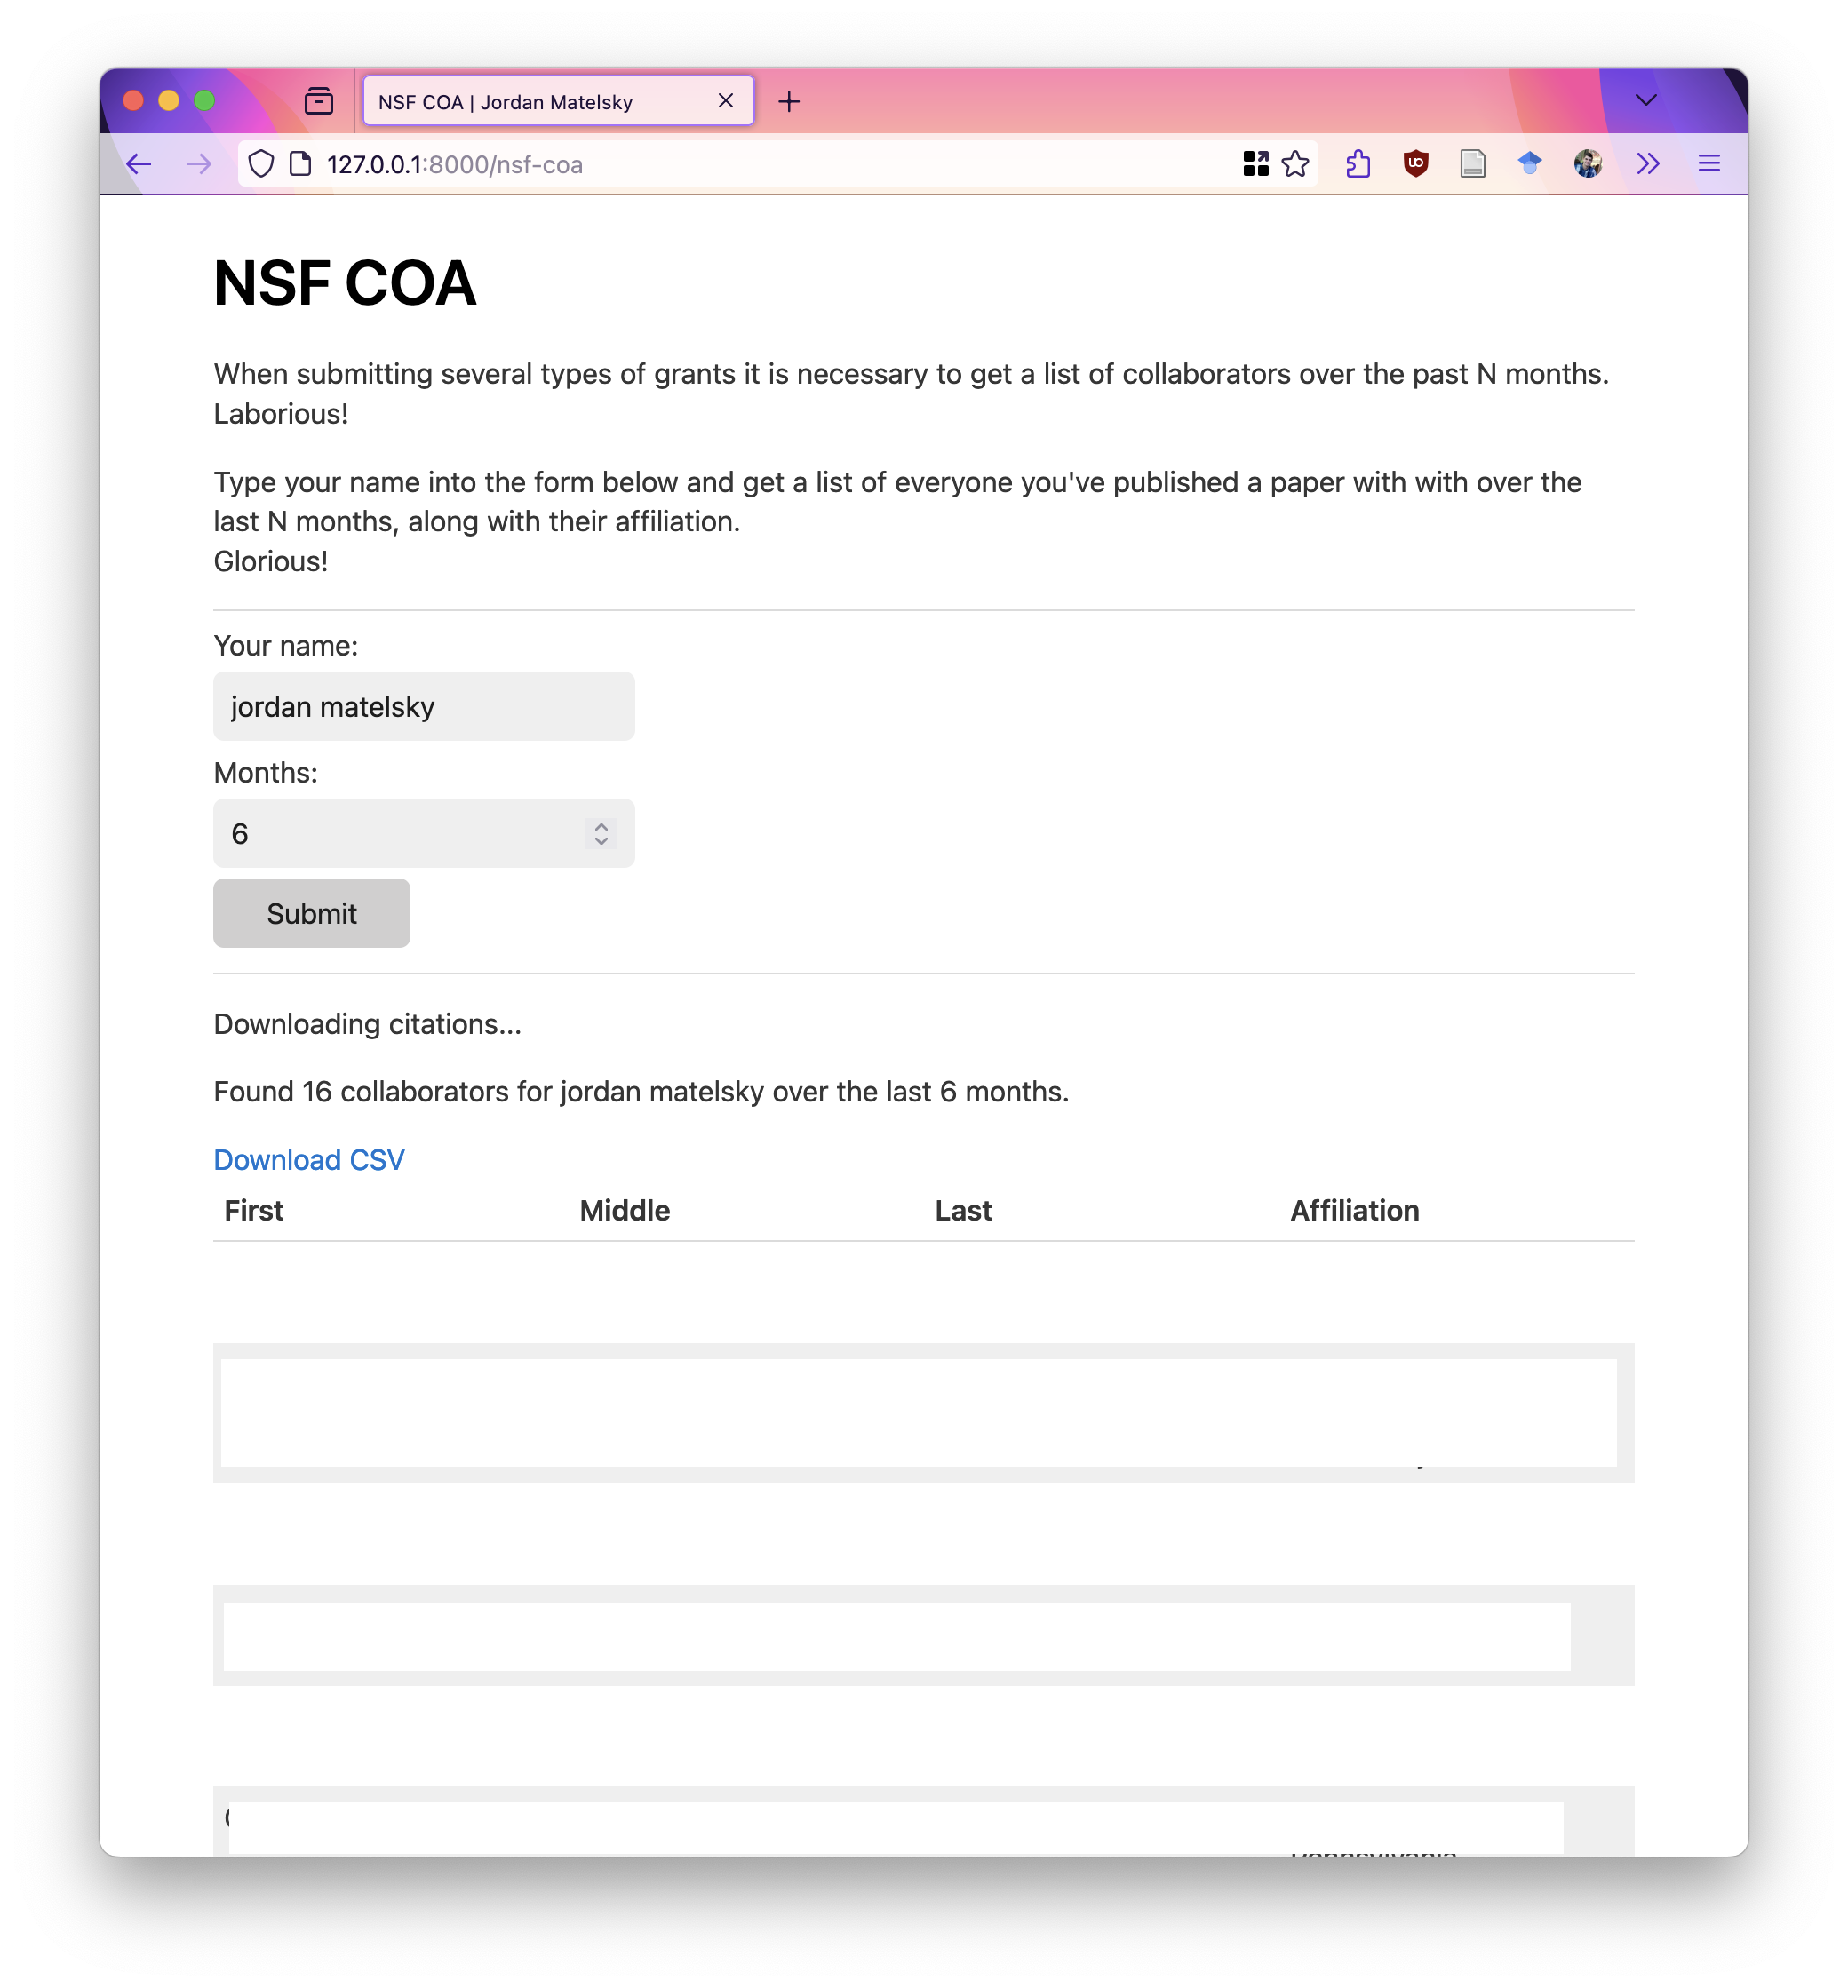 NSF COA | Jordan Matelsky
127.0.0.1:8000/nsf-coa
NSF COA
When submitting several types of grants it is necessary to get a list of collaborators over the past N months.
Laborious!
Type your name into the form below and get a list of everyone you've published a paper with with over the
last N months, along with their affiliation.
Glorious!
Your name:
jordan matelsky
Months:
6
Submit
Downloading citations...
Found 16 collaborators for jordan matelsky over the last 6 months.
Download CSV
First Middle Last Affiliation